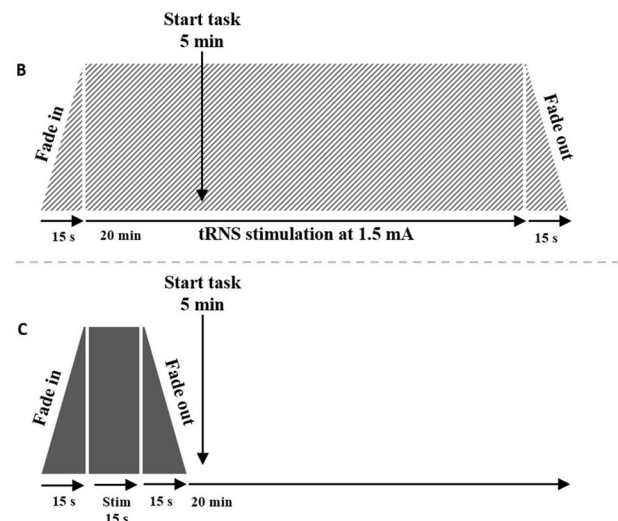 Start task
5 min
B
Fade in
Fade out
15 s
20 min
tRNS stimulation at 1.5 mA
15 s
Start task
5 min
C
Fade in
Fade out
15 s
Stim
15 s
15 s
20 min